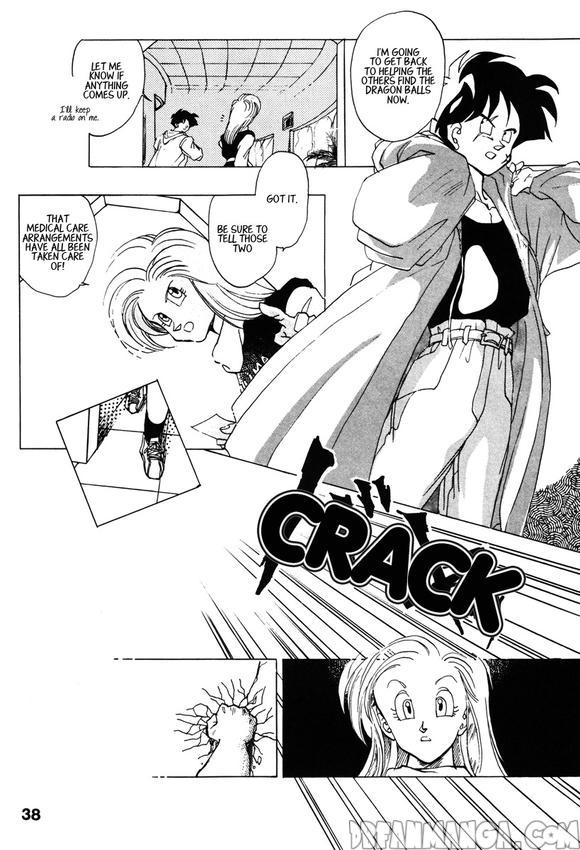 I'M GOING
TO GET BACK
TO HELPING THE
OTHERS FIND THE
DRAGON BALLS
NOW.
LET ME
KNOW IF
ANYTHING
COMES UP.
I'll keep
a radio on me.
GOT IT.
BE SURE TO
TELL THOSE
TWO
THAT
MEDICAL CARE
ARRANGEMENTS
HAVE ALL BEEN
TAKEN CARE
OF!
CRACK
38
DBFANMANGA.COM